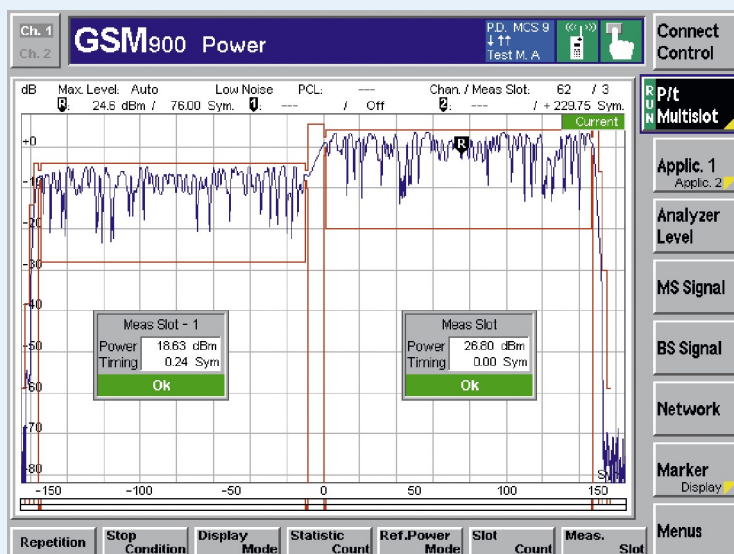 Ch. 1
Ch. 2
GSM900 Power
P.D. MCS 9
↓↑↑
Test M. A
Connect
Control
dB Max. Level: Auto Low Noise PCL: --- Chan. / Meas Slot: 62 / 3
R: 24.6 dBm / 76.00 Sym. 1: --- / Off 2: --- / + 229.75 Sym.
Current
RUN
P/t
Multislot
Applic. 1
Applic. 2
Analyzer
Level
MS Signal
BS Signal
Network
Marker
Display
Menus
+0
-10
-20
-30
-40
-50
-60
-70
-80
R
Meas Slot - 1
Power 18.63 dBm
Timing 0.24 Sym
Ok
Meas Slot
Power 26.80 dBm
Timing 0.00 Sym
Ok
-150 -100 -50 0 50 100 150
Repetition
Stop
Condition
Display
Mode
Statistic
Count
Ref.Power
Mode
Slot
Count
Meas.
Slot